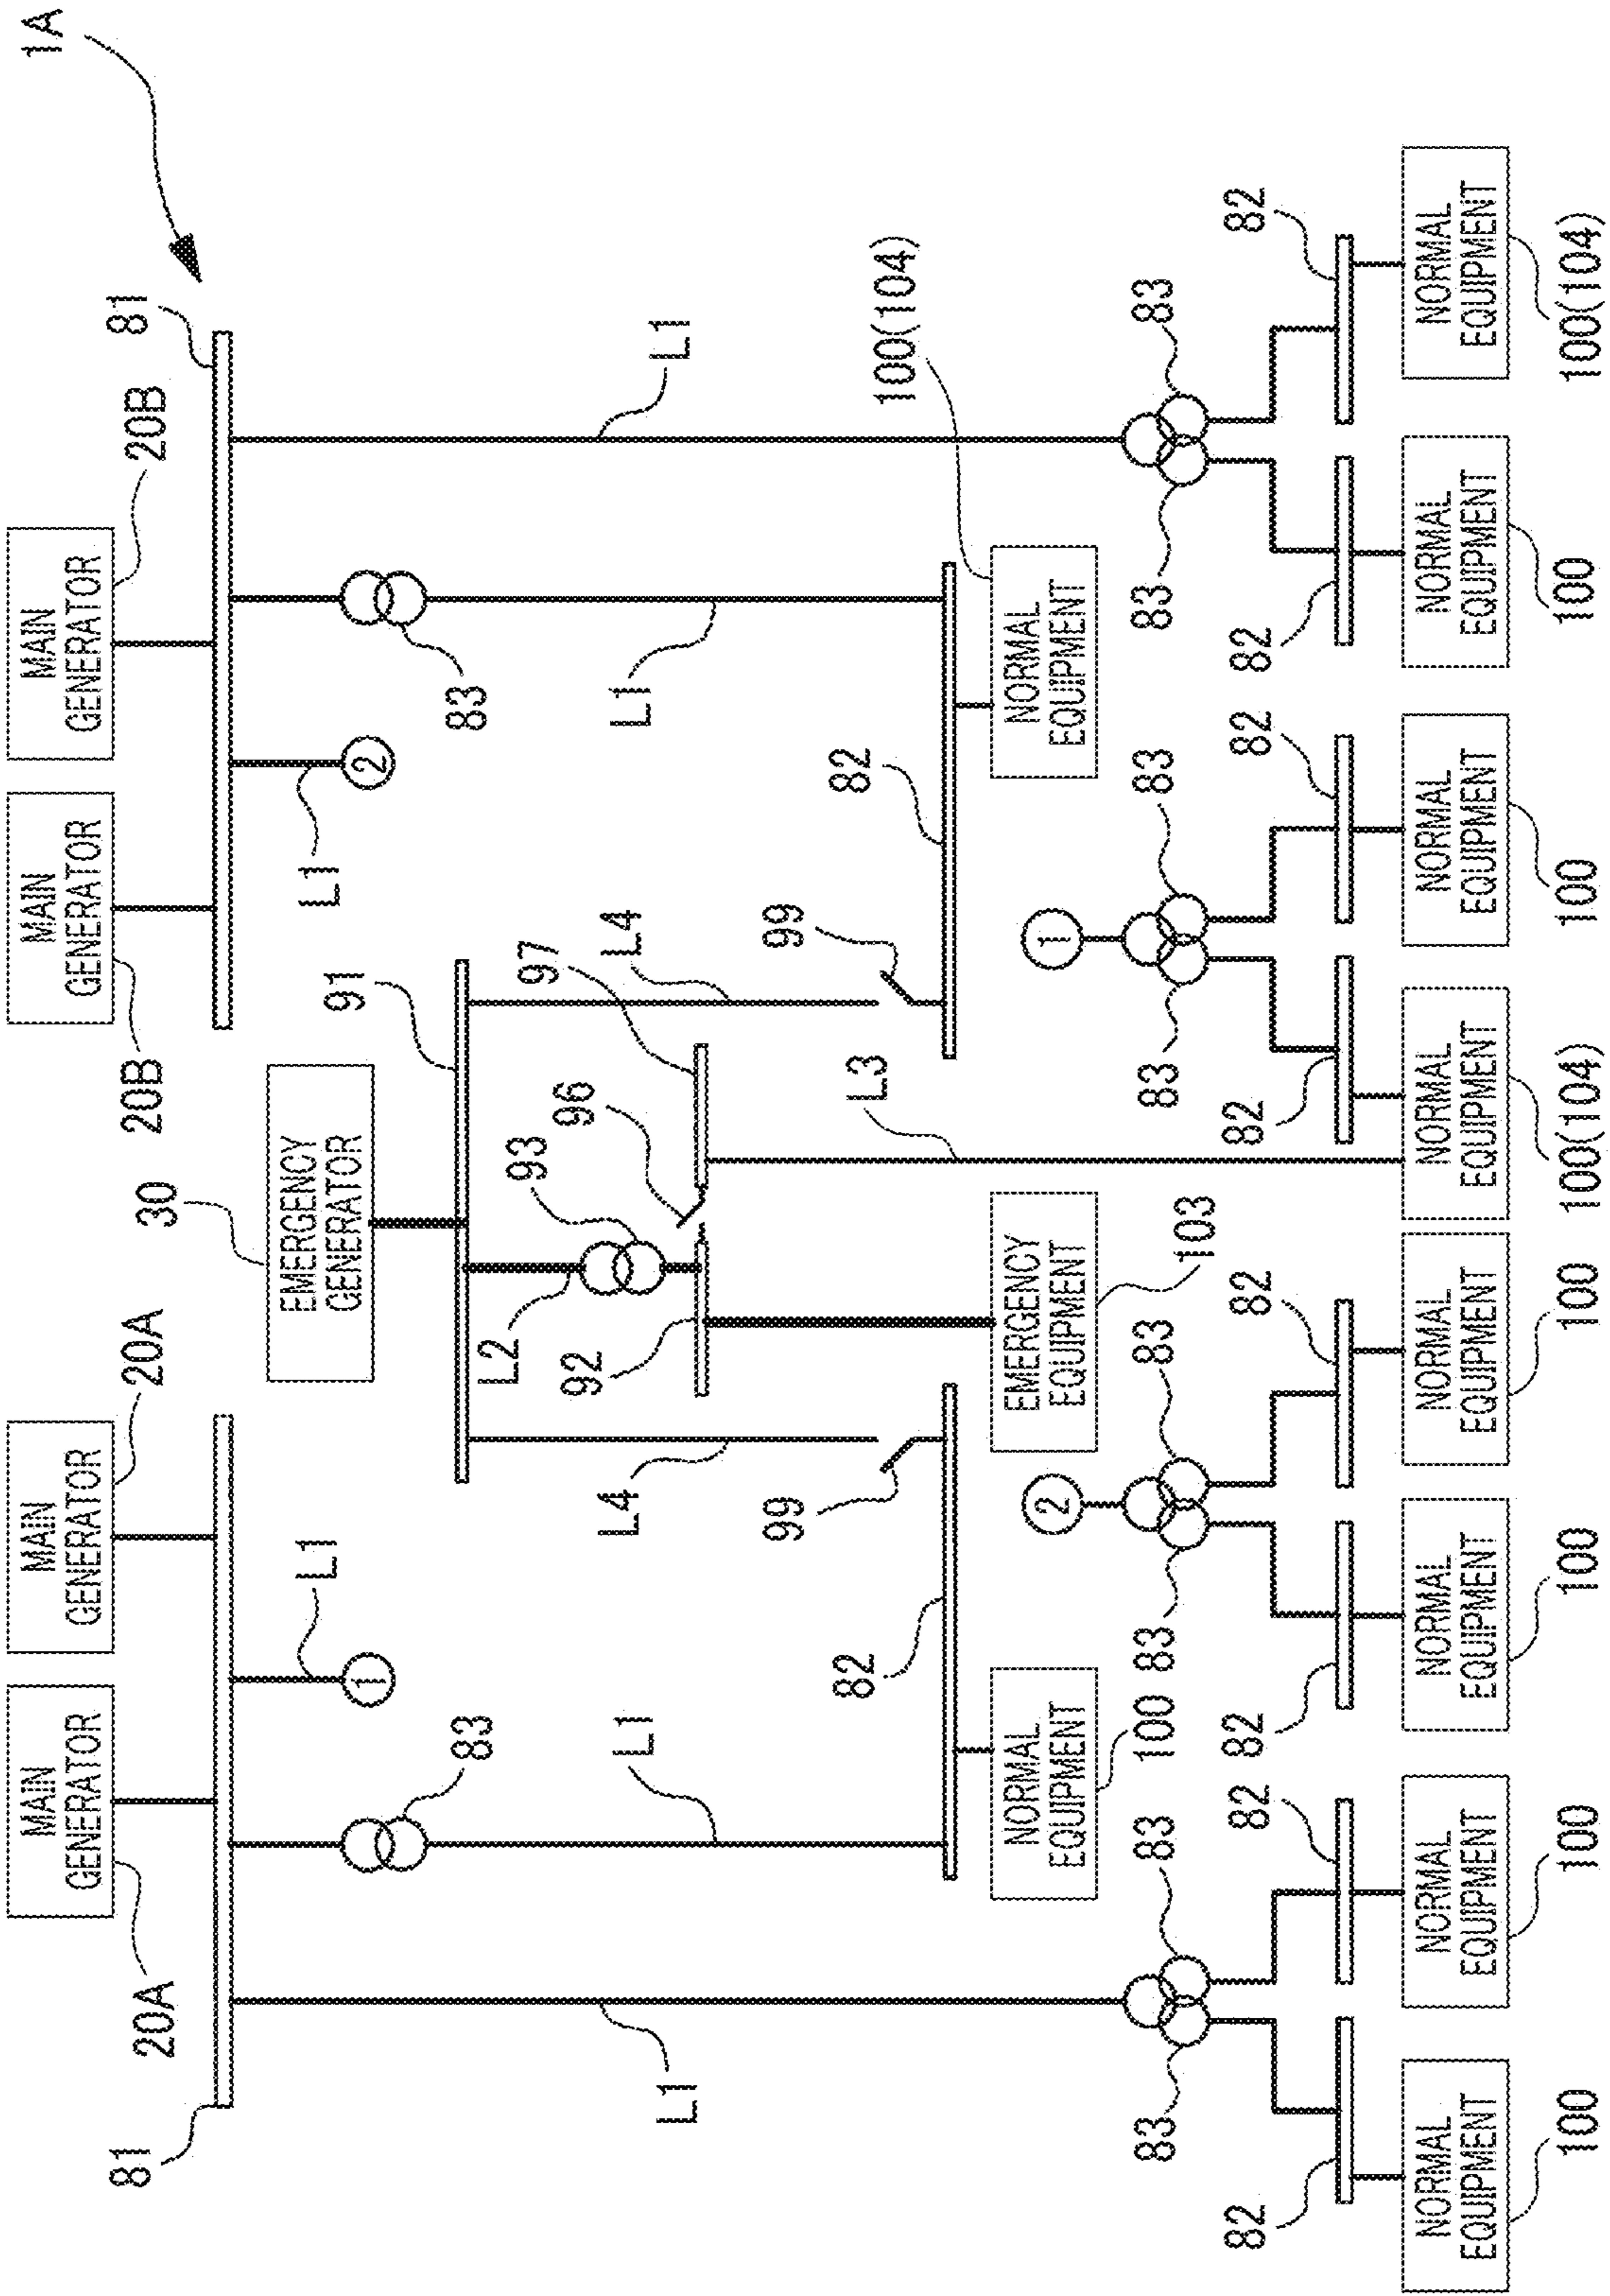 1A
MAIN GENERATOR
MAIN GENERATOR
MAIN GENERATOR
MAIN GENERATOR
81
20A
20A
30
20B
20B
81
EMERGENCY GENERATOR
L1
①
L1
②
91
83
83
L2
93
97
92
96
L1
L1
L4
L4
L1
L1
82
99
L3
99
82
100(104)
NORMAL EQUIPMENT
EMERGENCY EQUIPMENT
NORMAL EQUIPMENT
100
103
②
①
83
83
83
83
83
83
83
83
82
82
82
82
82
82
82
82
NORMAL EQUIPMENT
NORMAL EQUIPMENT
NORMAL EQUIPMENT
NORMAL EQUIPMENT
NORMAL EQUIPMENT
NORMAL EQUIPMENT
NORMAL EQUIPMENT
NORMAL EQUIPMENT
100
100
100
100
100(104)
100
100
100(104)